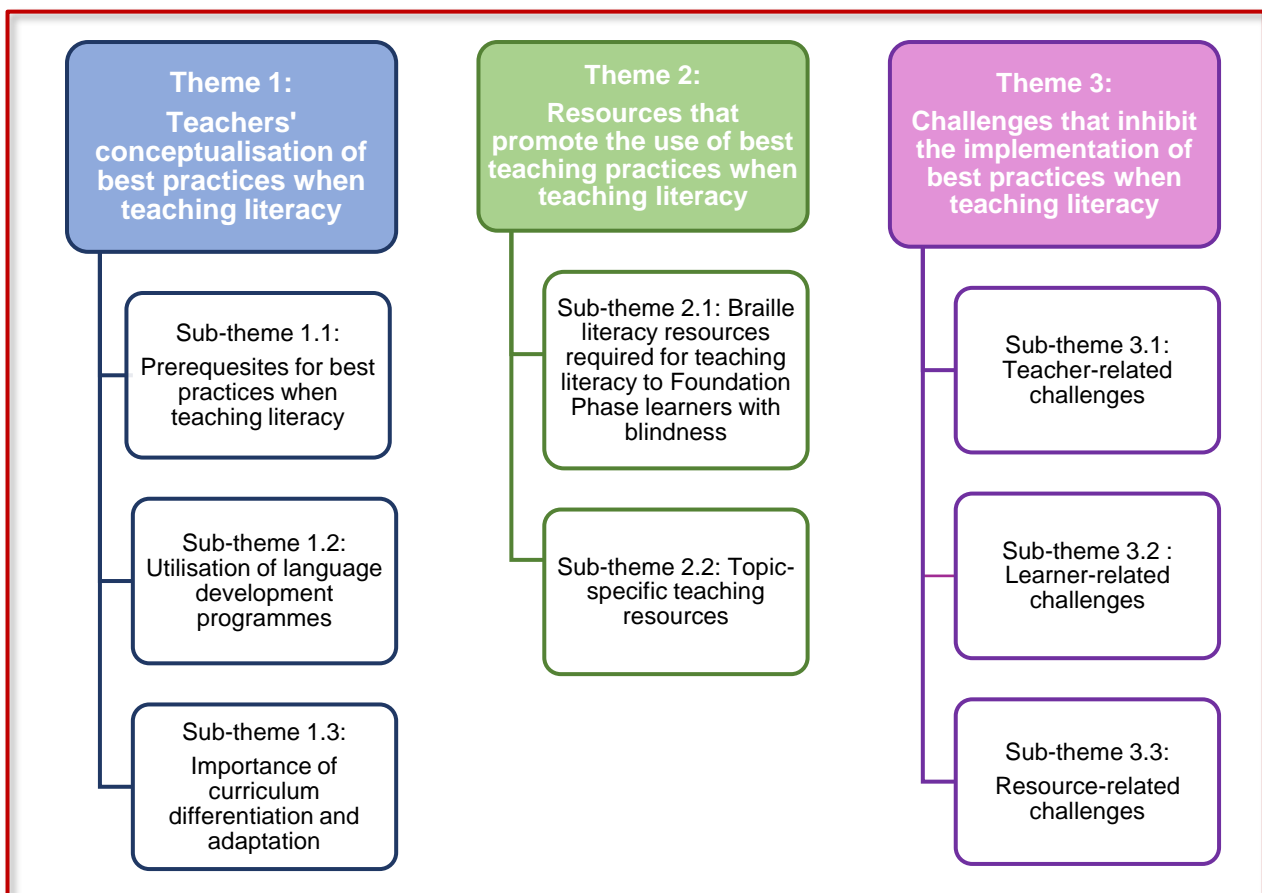 Theme 1:
Teachers'
conceptualisation of
best practices when
teaching literacy
Sub-theme 1.1:
Prerequesites for best
practices when
teaching literacy
Sub-theme 1.2:
Utilisation of language
development
programmes
Sub-theme 1.3:
Importance of
curriculum
differentiation and
adaptation
Theme 2:
Resources that
promote the use of best
teaching practices when
teaching literacy
Sub-theme 2.1: Braille
literacy resources
required for teaching
literacy to Foundation
Phase learners with
blindness
Sub-theme 2.2: Topic-
specific teaching
resources
Theme 3:
Challenges that inhibit
the implementation of
best practices when
teaching literacy
Sub-theme 3.1:
Teacher-related
challenges
Sub-theme 3.2 :
Learner-related
challenges
Sub-theme 3.3:
Resource-related
challenges